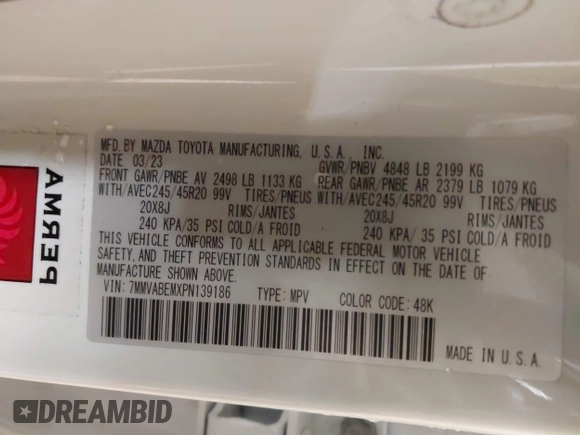 MFD. BY MAZDA TOYOTA MANUFACTURING, U.S.A., INC.
DATE 03/23 GVWR/PNBV 4848 LB 2199 KG
FRONT GAWR/PNBE AV 2498 LB 1133 KG REAR GAWR/PNBE AR 2379 LB 1079 KG
WITH/AVEC245/45R20 99V TIRES/PNEUS WITH/AVEC245/45R20 99V TIRES/PNEUS
20X8J RIMS/JANTES 20X8J RIMS/JANTES
240 KPA/35 PSI COLD/A FROID 240 KPA/ 35 PSI COLD/A FROID
THIS VEHICLE CONFORMS TO ALL APPLICABLE FEDERAL MOTOR VEHICLE
SAFETY, AND THEFT PREVENTION STANDARDS IN EFFECT ON THE DATE OF
MANUFACTURE SHOWN ABOVE.
VIN:7MMVABEMXPN139186 TYPE:MPV COLOR CODE:48K
MADE IN U.S.A.
PERMA
DREAMBID